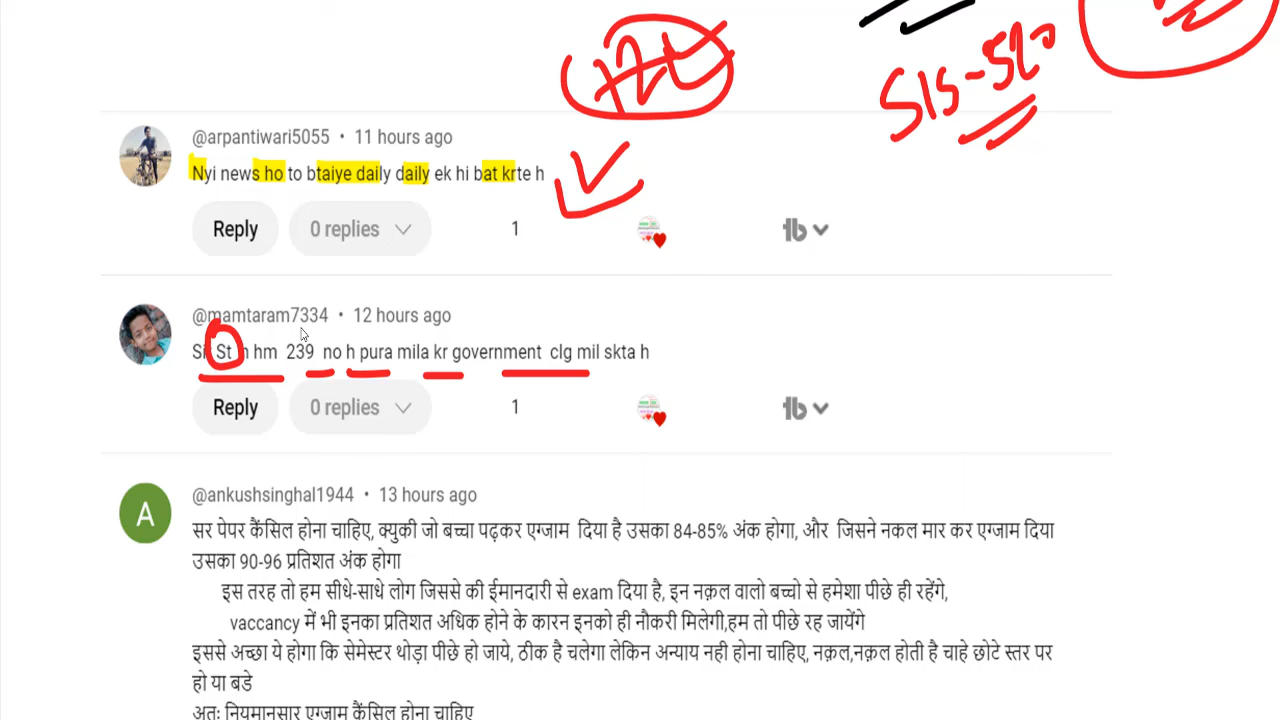 515-520
@arpantiwari5055 • 11 hours ago
Nyi news ho to btaiye daily daily ek hi bat krte h
Reply 0 replies 1
@mamtaram7334 • 12 hours ago
St hm 239 no h pura mila kr government clg mil skta h
Reply 0 replies 1
A @ankushsinghal1944 • 13 hours ago
सर पेपर कैंसिल होना चाहिए, क्युकी जो बच्चा पढ़कर एग्जाम दिया है उसका 84-85% अंक होगा, और जिसने नकल मार कर एग्जाम दिया
उसका 90-96 प्रतिशत अंक होगा
इस तरह तो हम सीधे-साधे लोग जिससे की ईमानदारी से exam दिया है, इन नक़ल वालो बच्चो से हमेशा पीछे ही रहेंगे,
vaccancy में भी इनका प्रतिशत अधिक होने के कारन इनको ही नौकरी मिलेगी,हम तो पीछे रह जायेंगे
इससे अच्छा ये होगा कि सेमेस्टर थोड़ा पीछे हो जाये, ठीक है चलेगा लेकिन अन्याय नही होना चाहिए, नक़ल,नक़ल होती है चाहे छोटे स्तर पर
हो या बडे
अतः नियमानसार एग्जाम कैंसिल होना चाहिए